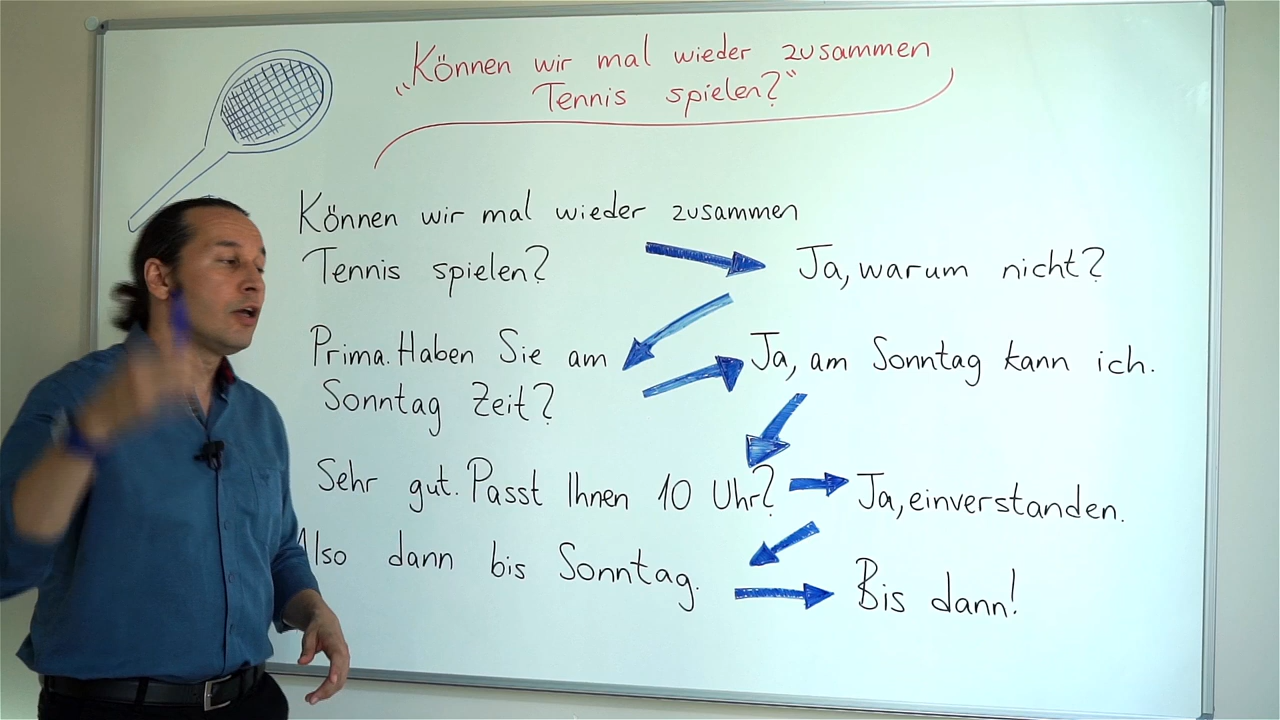 „Können wir mal wieder zusammen
Tennis spielen?“
Können wir mal wieder zusammen
Tennis spielen?
Ja, warum nicht?
Prima. Haben Sie am
Sonntag Zeit?
Ja, am Sonntag kann ich.
Sehr gut. Passt Ihnen 10 Uhr?
Ja, einverstanden.
Also dann bis Sonntag.
Bis dann!